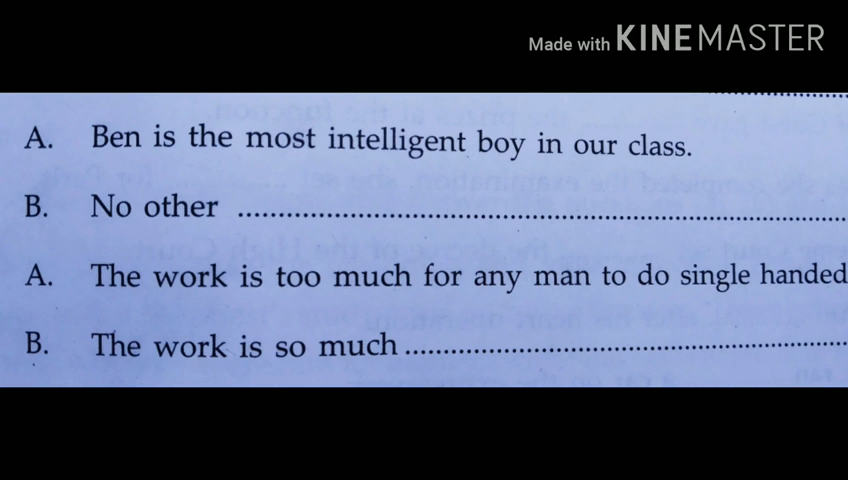 Made with KINEMASTER
A. Ben is the most intelligent boy in our class.
B. No other ................................................................
A. The work is too much for any man to do single handed
B. The work is so much ................................................